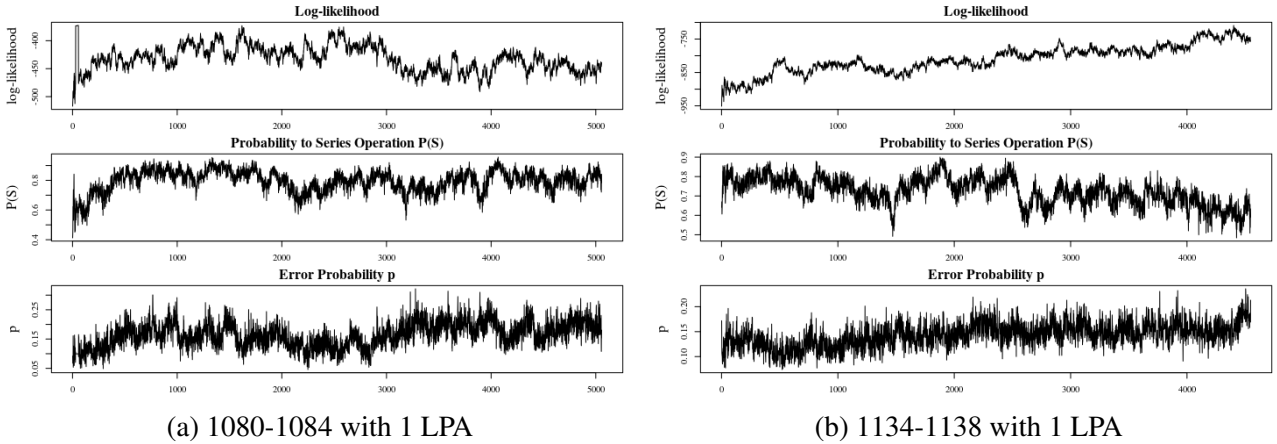 Log-likelihood
log-likelihood
-400
-450
-500
0 1000 2000 3000 4000 5000
Probability to Series Operation P(S)
P(S)
0.8
0.6
0.4
0 1000 2000 3000 4000 5000
Error Probability p
p
0.25
0.15
0.05
0 1000 2000 3000 4000 5000
(a) 1080-1084 with 1 LPA
Log-likelihood
log-likelihood
-750
-850
-950
0 1000 2000 3000 4000
Probability to Series Operation P(S)
P(S)
0.9
0.8
0.7
0.6
0.5
0 1000 2000 3000 4000
Error Probability p
p
0.20
0.15
0.10
0 1000 2000 3000 4000
(b) 1134-1138 with 1 LPA